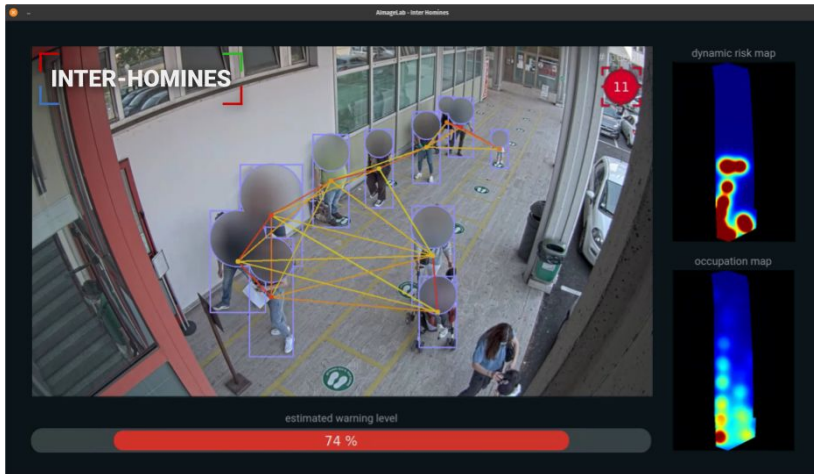 AImageLab - Inter Homines
INTER-HOMINES
11
dynamic risk map
occupation map
estimated warning level
74 %